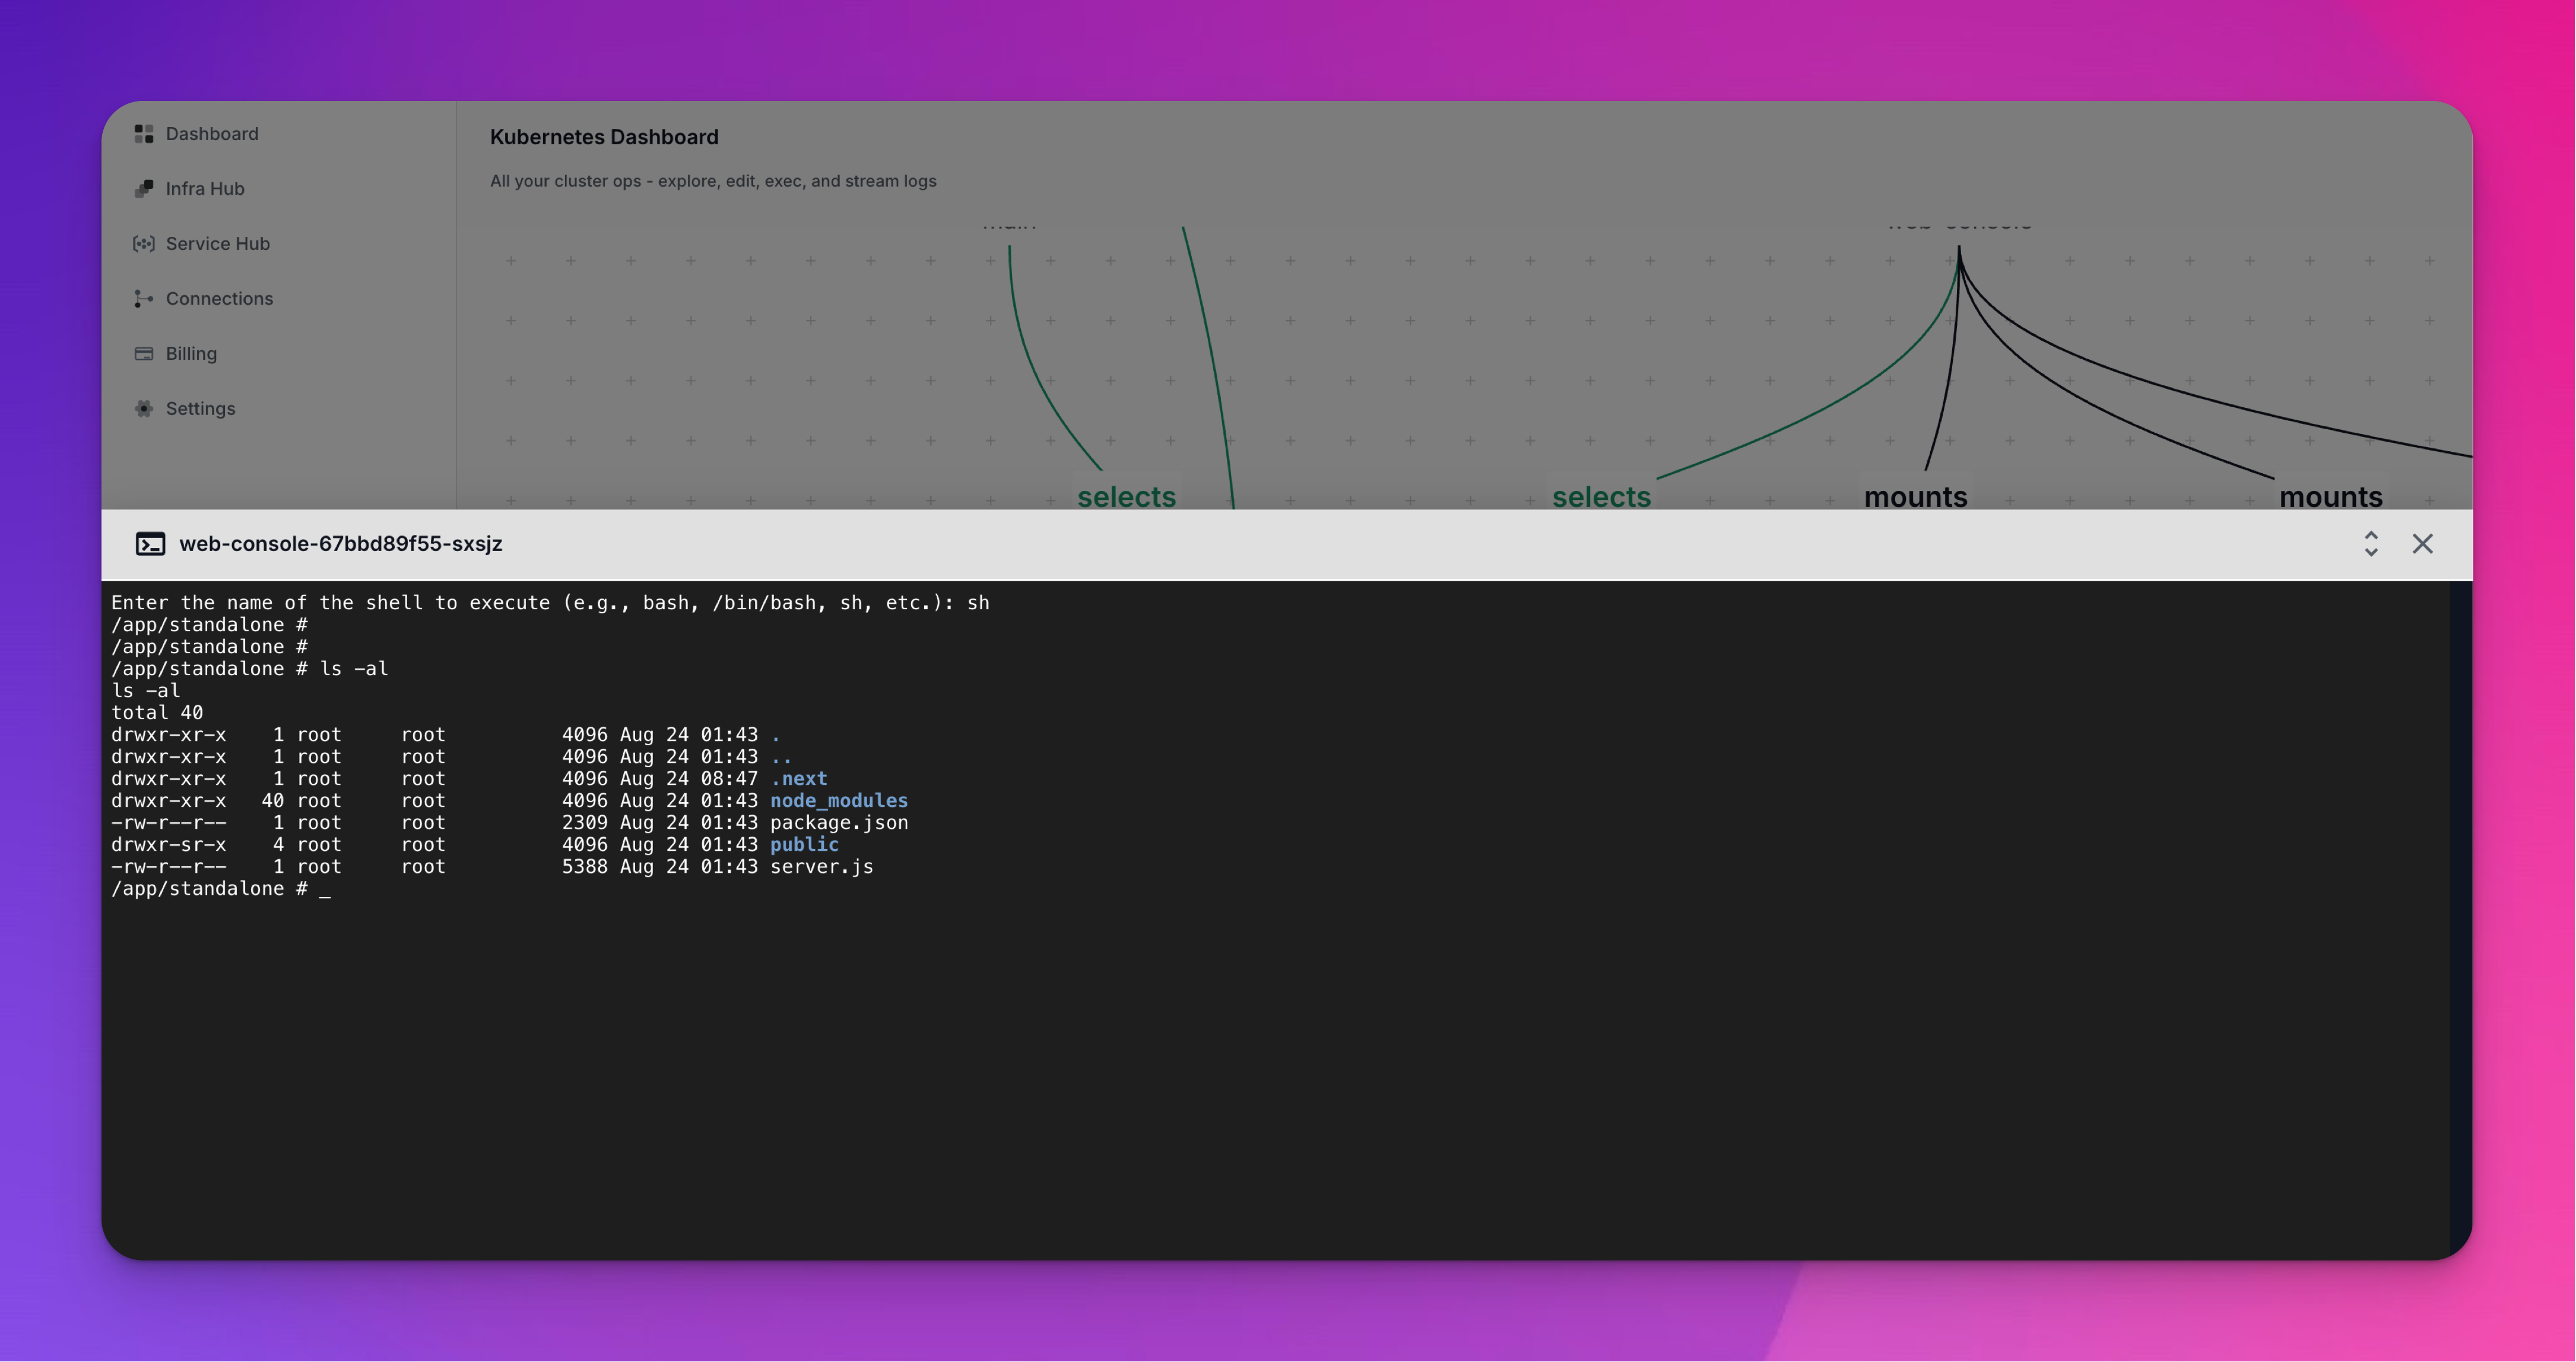 Dashboard
Infra Hub
Service Hub
Connections
Billing
Settings
Kubernetes Dashboard
All your cluster ops - explore, edit, exec, and stream logs
selects
selects
mounts
mounts
web-console-67bbd89f55-sxsjz
Enter the name of the shell to execute (e.g., bash, /bin/bash, sh, etc.): sh
/app/standalone #
/app/standalone #
/app/standalone # ls -al
ls -al
total 40
drwxr-xr-x    1 root     root          4096 Aug 24 01:43 .
drwxr-xr-x    1 root     root          4096 Aug 24 01:43 ..
drwxr-xr-x    1 root     root          4096 Aug 24 08:47 .next
drwxr-xr-x   40 root     root          4096 Aug 24 01:43 node_modules
-rw-r--r--    1 root     root          2309 Aug 24 01:43 package.json
drwxr-sr-x    4 root     root          4096 Aug 24 01:43 public
-rw-r--r--    1 root     root          5388 Aug 24 01:43 server.js
/app/standalone # _